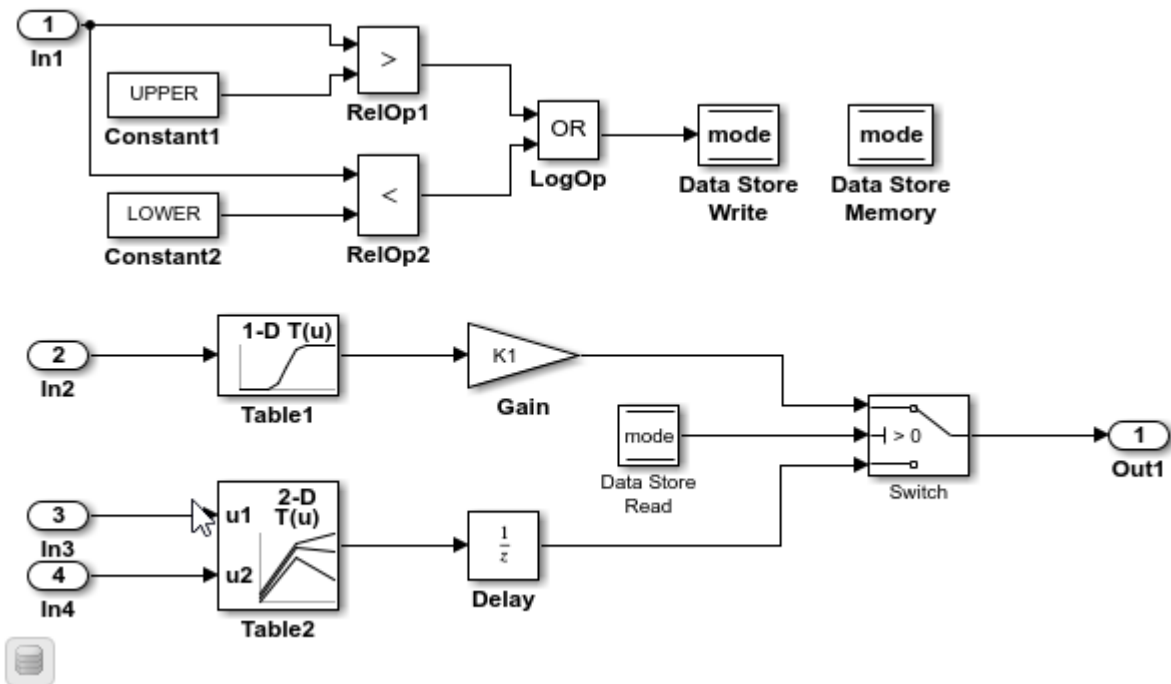 1
In1
UPPER
Constant1
>
RelOp1
LOWER
Constant2
<
RelOp2
OR
LogOp
mode
Data Store
Write
mode
Data Store
Memory
2
In2
1-D T(u)
Table1
K1
Gain
mode
Data Store
Read
> 0
Switch
1
Out1
3
In3
4
In4
u1
u2
2-D
T(u)
Table2
1
z
Delay